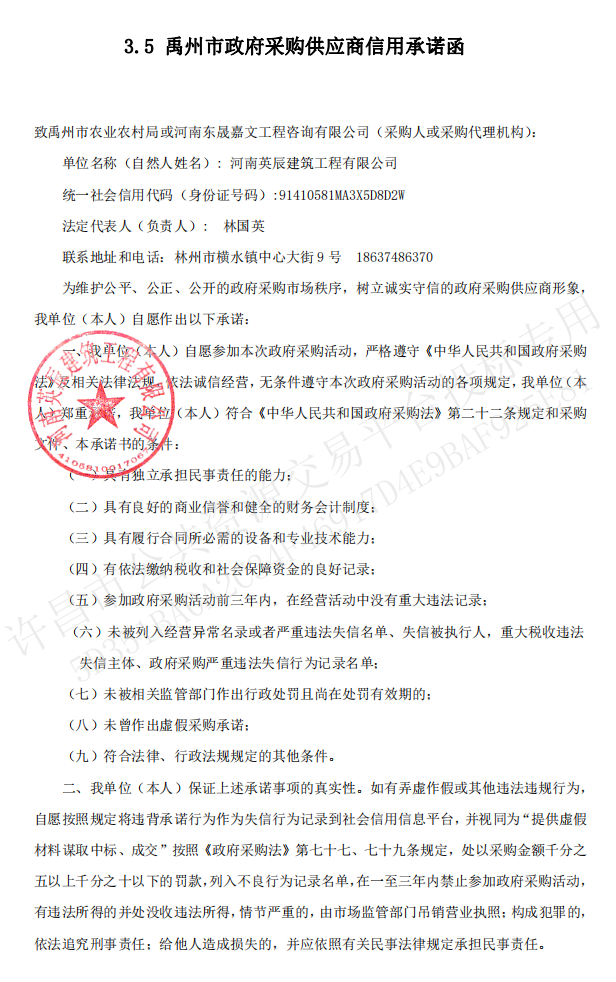 3.5 禹州市政府采购供应商信用承诺函
致禹州市农业农村局或河南东晟嘉文工程咨询有限公司（采购人或采购代理机构）：
单位名称（自然人姓名）：河南英辰建筑工程有限公司
统一社会信用代码（身份证号码）：91410581MA3X5D8D2W
法定代表人（负责人）： 林国英
联系地址和电话：林州市横水镇中心大街9号 18637486370
为维护公平、公正、公开的政府采购市场秩序，树立诚实守信的政府采购供应商形象，
我单位（本人）自愿作出以下承诺：
一、我单位（本人）自愿参加本次政府采购活动，严格遵守《中华人民共和国政府采购
法》及相关法律法规，依法诚信经营，无条件遵守本次政府采购活动的各项规定，我单位（本
人）郑重承诺，我单位（本人）符合《中华人民共和国政府采购法》第二十二条规定和采购
文件、本承诺书的条件：
（一）具有独立承担民事责任的能力；
（二）具有良好的商业信誉和健全的财务会计制度；
（三）具有履行合同所必需的设备和专业技术能力；
（四）有依法缴纳税收和社会保障资金的良好记录；
（五）参加政府采购活动前三年内，在经营活动中没有重大违法记录；
（六）未被列入经营异常名录或者严重违法失信名单、失信被执行人，重大税收违法
失信主体、政府采购严重违法失信行为记录名单；
（七）未被相关监管部门作出行政处罚且尚在处罚有效期的；
（八）未曾作出虚假采购承诺；
（九）符合法律、行政法规规定的其他条件。
二、我单位（本人）保证上述承诺事项的真实性。如有弄虚作假或其他违法违规行为，
自愿按照规定将违背承诺行为作为失信行为记录到社会信用信息平台，并视同为“提供虚假
材料谋取中标、成交”按照《政府采购法》第七十七、七十九条规定，处以采购金额千分之
五以上千分之十以下的罚款，列入不良行为记录名单，在一至三年内禁止参加政府采购活动，
有违法所得的并处没收违法所得，情节严重的，由市场监管部门吊销营业执照；构成犯罪的，
依法追究刑事责任；给他人造成损失的，并应依照有关民事法律规定承担民事责任。
河南英辰建筑工程有限公司
许昌市公共资源交易平台投标专用